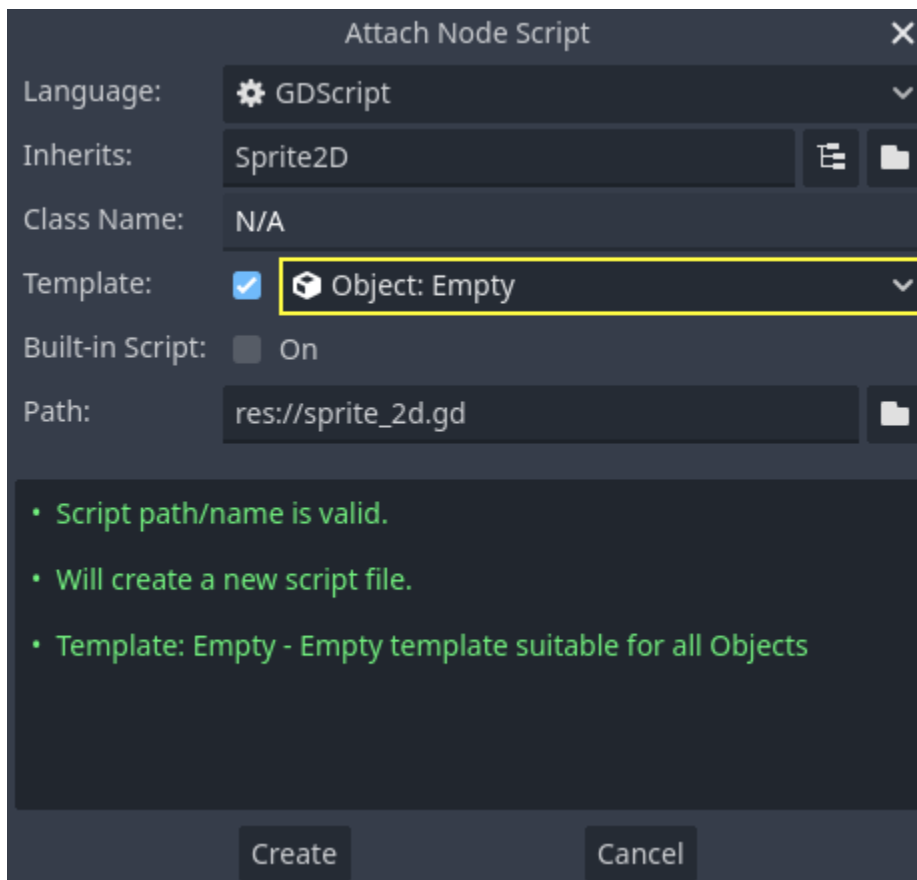 Attach Node Script
Language: GDScript
Inherits: Sprite2D
Class Name: N/A
Template: Object: Empty
Built-in Script: On
Path: res://sprite_2d.gd
• Script path/name is valid.
• Will create a new script file.
• Template: Empty - Empty template suitable for all Objects
Create Cancel